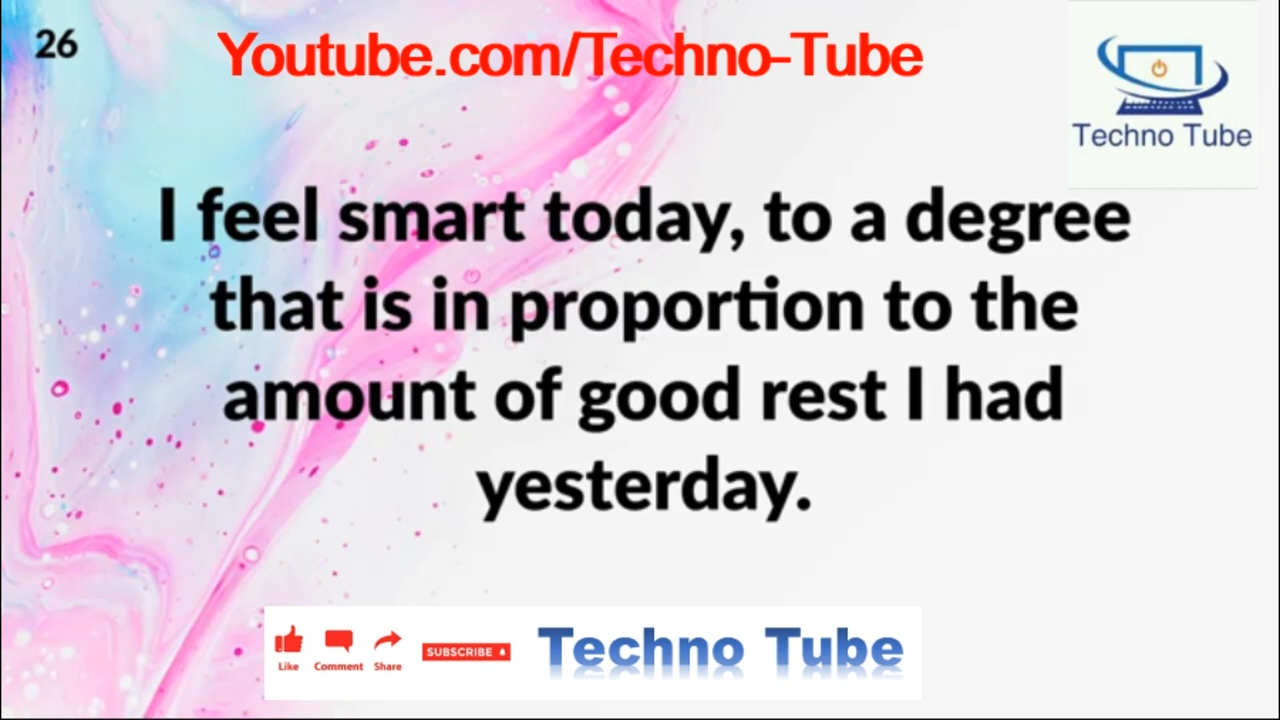 26
Youtube.com/Techno-Tube
Techno Tube
I feel smart today, to a degree
that is in proportion to the
amount of good rest I had
yesterday.
Like Comment Share SUBSCRIBE Techno Tube